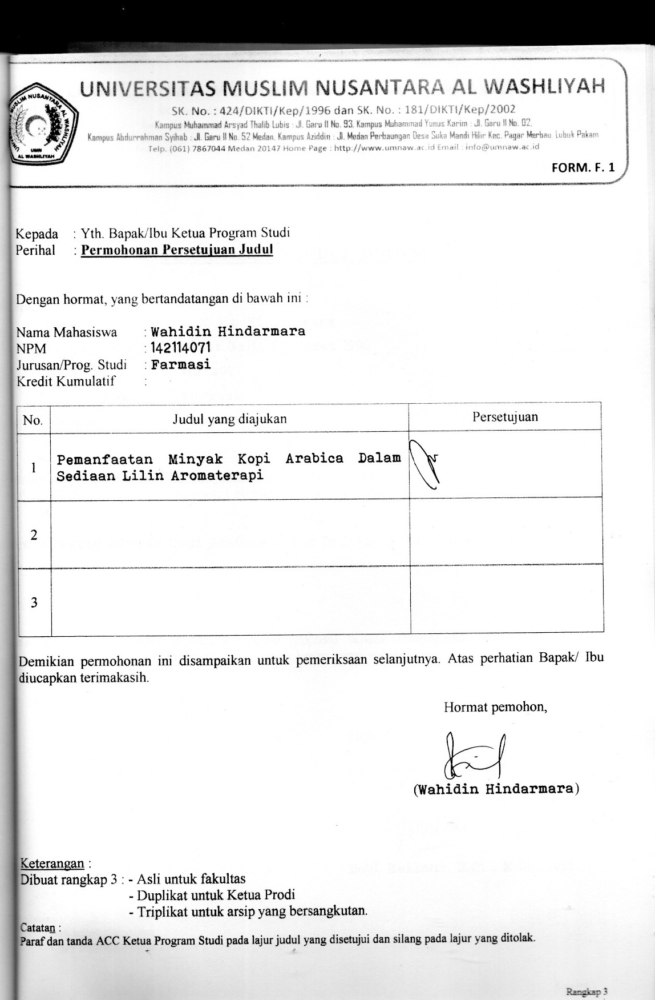 UNIVERSITAS MUSLIM NUSANTARA AL WASHLIYAH
SK. No. : 424/DIKTI/Kep/1996 dan SK. No. : 181/DIKTI/Kep/2002
Kampus Muhammad Arsyad Thalib Lubis : Jl. Garu II No. 93, Kampus Muhammad Yunus Karim : Jl. Garu II No. 02,
Kampus Abdurrahman Syihab : Jl. Garu II No. 52 Medan, Kampus Aziddin : Jl. Medan Perbaungan Desa Suka Mandi Hilir Kec. Pagar Merbau. Lubuk Pakam
Telp. (061) 7867044 Medan 20147 Home Page : http://www.umnaw.ac.id Email : info@umnaw.ac.id
UMN
AL WASHLIYAH
FORM. F. 1
Kepada : Yth. Bapak/Ibu Ketua Program Studi
Perihal : Permohonan Persetujuan Judul
Dengan hormat, yang bertandatangan di bawah ini :
Nama Mahasiswa : Wahidin Hindarmara
NPM : 142114071
Jurusan/Prog. Studi : Farmasi
Kredit Kumulatif :
No. Judul yang diajukan Persetujuan
1 Pemanfaatan Minyak Kopi Arabica Dalam
Sediaan Lilin Aromaterapi
2
3
Demikian permohonan ini disampaikan untuk pemeriksaan selanjutnya. Atas perhatian Bapak/ Ibu
diucapkan terimakasih.
Hormat pemohon,
(Wahidin Hindarmara)
Keterangan :
Dibuat rangkap 3 : - Asli untuk fakultas
- Duplikat untuk Ketua Prodi
- Triplikat untuk arsip yang bersangkutan.
Catatan :
Paraf dan tanda ACC Ketua Program Studi pada lajur judul yang disetujui dan silang pada lajur yang ditolak.
Rangkap 3